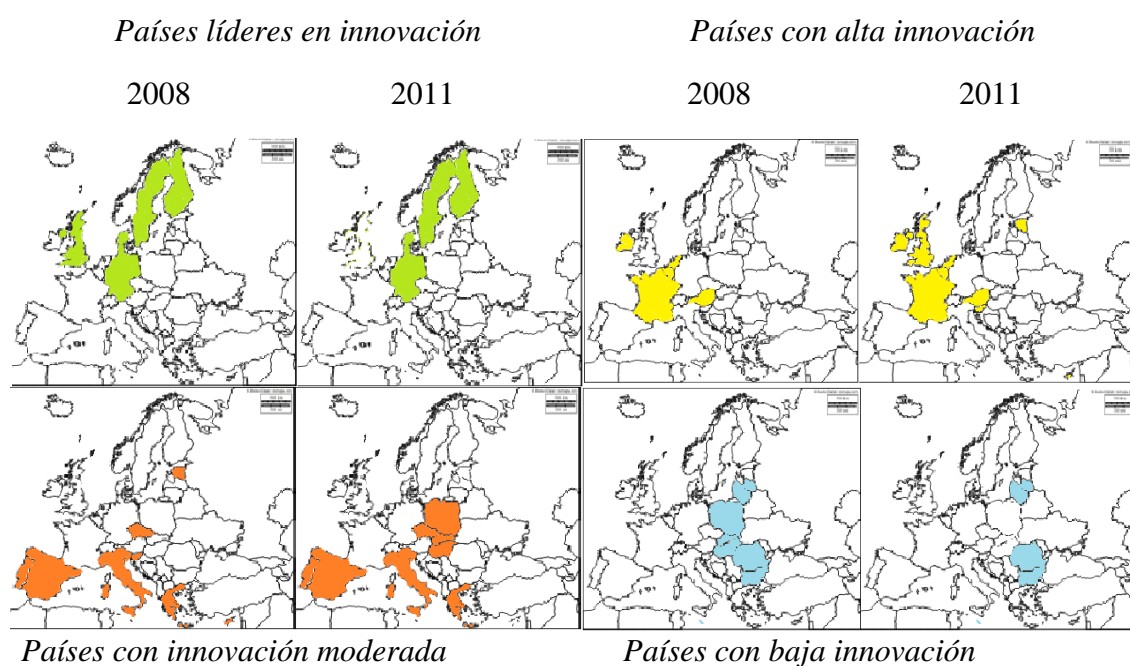 Países líderes en innovación
Países con alta innovación
2008
2011
2008
2011
Países con innovación moderada
Países con baja innovación